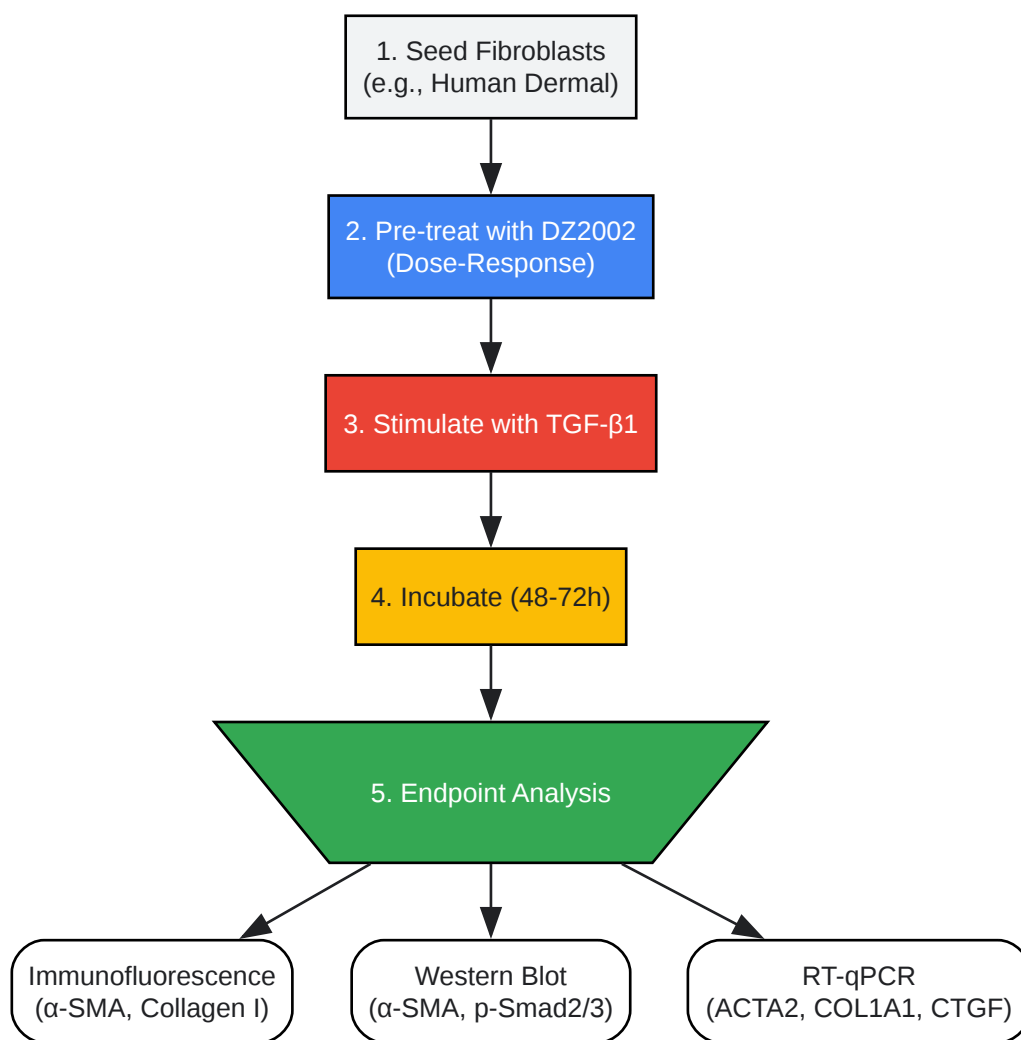 1. Seed Fibroblasts
(e.g., Human Dermal)
2. Pre-treat with DZ2002
(Dose-Response)
3. Stimulate with TGF-β1
4. Incubate (48-72h)
5. Endpoint Analysis
Immunofluorescence
(α-SMA, Collagen I)
Western Blot
(α-SMA, p-Smad2/3)
RT-qPCR
(ACTA2, COL1A1, CTGF)